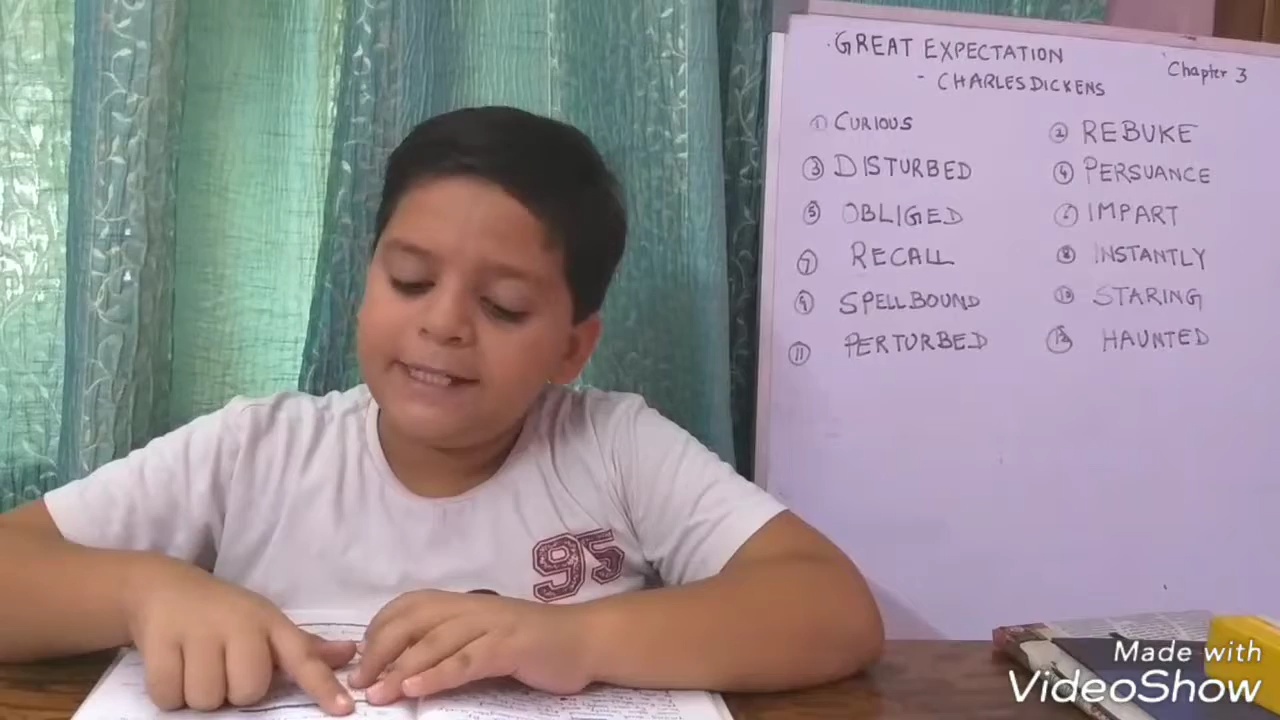 . GREAT EXPECTATION
- CHARLES DICKENS
Chapter 3
① CURIOUS ② REBUKE
③ DISTURBED ④ PERSUANCE
⑤ OBLIGED ⑥ IMPART
⑦ RECALL ⑧ INSTANTLY
⑨ SPELLBOUND ⑩ STARING
⑪ PERTURBED ⑫ HAUNTED
95
Made with
VideoShow